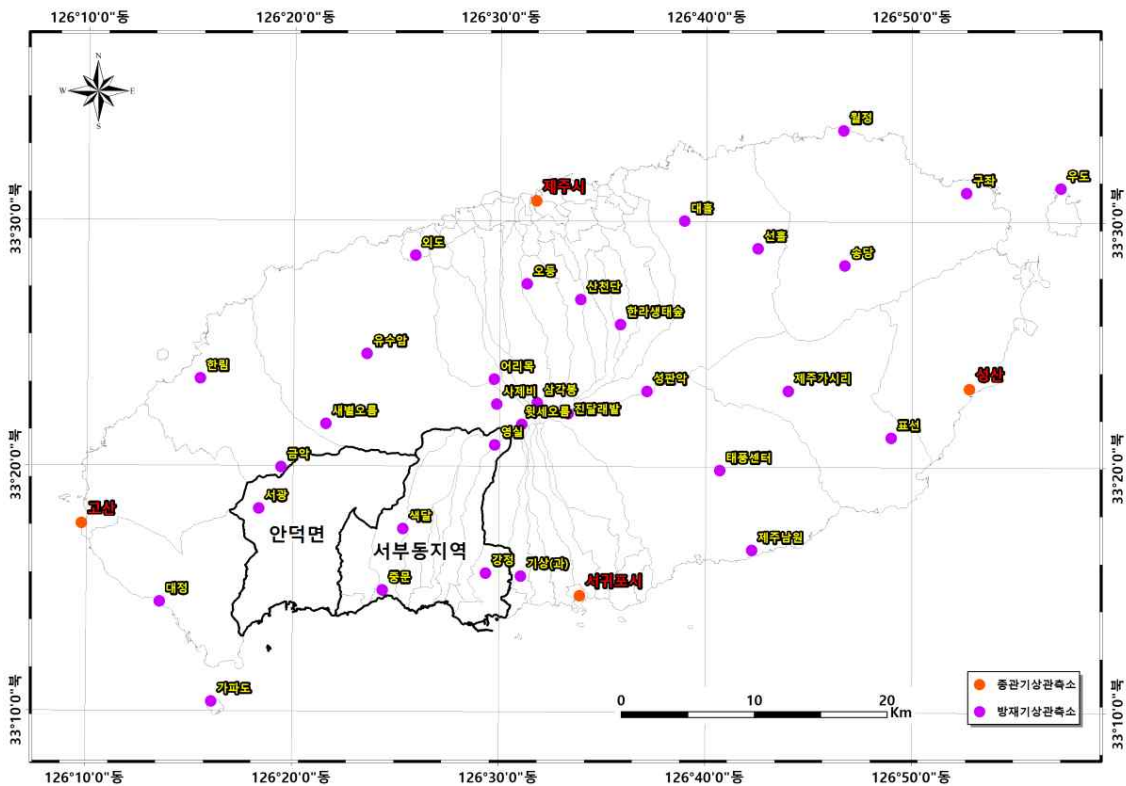 126°10'0"동 126°20'0"동 126°30'0"동 126°40'0"동 126°50'0"동
N
W E
S
월정
우도
구좌
제주시
대흘
33°30'0"북
33°30'0"북
선흘
외도
송당
오등
산천단
한라생태숲
유수암
한림
어리목
성판악
제주가시리
성산
사제비
삼각봉
새별오름
윗세오름
진달래밭
영실
표선
금악
태풍센터
33°20'0"북
33°20'0"북
서광
고산
색달
안덕면
서부동지역
제주남원
강정
기상(과)
중문
서귀포시
대정
가파도
종관기상관측소
0 10 20
Km
방재기상관측소
33°10'0"북
33°10'0"북
126°10'0"동 126°20'0"동 126°30'0"동 126°40'0"동 126°50'0"동